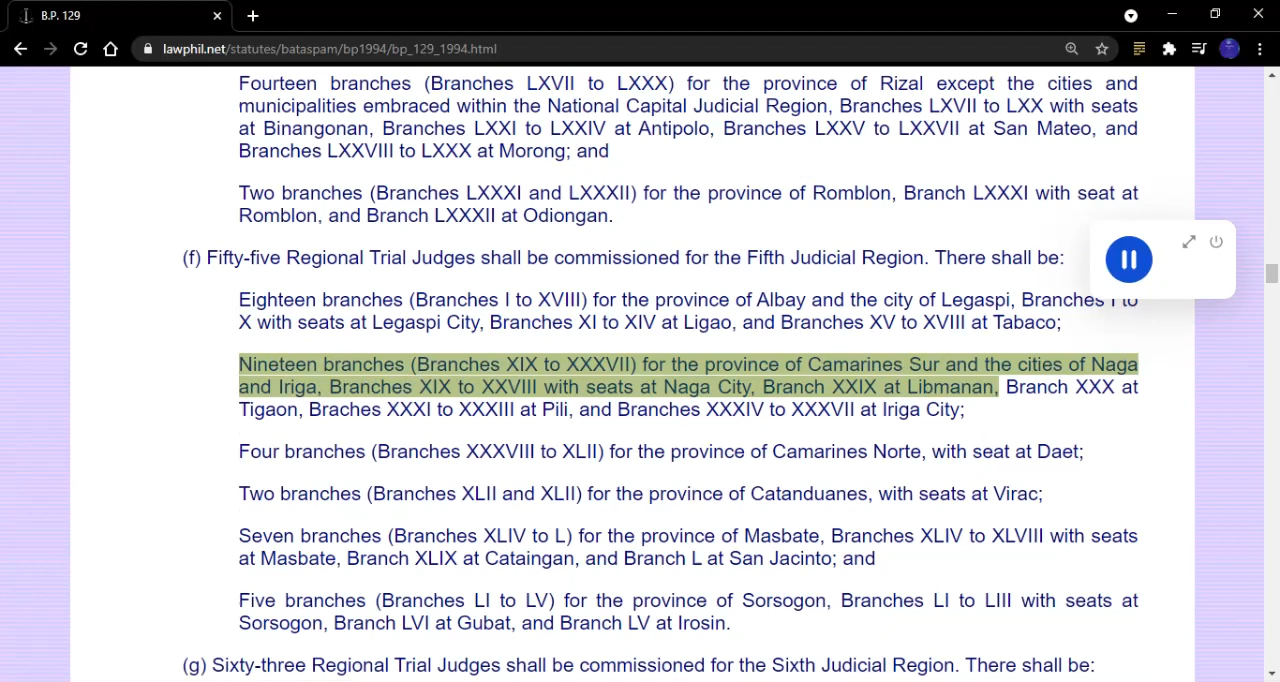 B.P. 129
lawphil.net/statutes/bataspam/bp1994/bp_129_1994.html
Fourteen branches (Branches LXVII to LXXX) for the province of Rizal except the cities and
municipalities embraced within the National Capital Judicial Region, Branches LXVII to LXX with seats
at Binangonan, Branches LXXI to LXXIV at Antipolo, Branches LXXV to LXXVII at San Mateo, and
Branches LXXVIII to LXXX at Morong; and
Two branches (Branches LXXXI and LXXXII) for the province of Romblon, Branch LXXXI with seat at
Romblon, and Branch LXXXII at Odiongan.
(f) Fifty-five Regional Trial Judges shall be commissioned for the Fifth Judicial Region. There shall be:
Eighteen branches (Branches I to XVIII) for the province of Albay and the city of Legaspi, Branches I to
X with seats at Legaspi City, Branches XI to XIV at Ligao, and Branches XV to XVIII at Tabaco;
Nineteen branches (Branches XIX to XXXVII) for the province of Camarines Sur and the cities of Naga
and Iriga, Branches XIX to XXVIII with seats at Naga City, Branch XXIX at Libmanan, Branch XXX at
Tigaon, Braches XXXI to XXXIII at Pili, and Branches XXXIV to XXXVII at Iriga City;
Four branches (Branches XXXVIII to XLII) for the province of Camarines Norte, with seat at Daet;
Two branches (Branches XLII and XLII) for the province of Catanduanes, with seats at Virac;
Seven branches (Branches XLIV to L) for the province of Masbate, Branches XLIV to XLVIII with seats
at Masbate, Branch XLIX at Cataingan, and Branch L at San Jacinto; and
Five branches (Branches LI to LV) for the province of Sorsogon, Branches LI to LIII with seats at
Sorsogon, Branch LVI at Gubat, and Branch LV at Irosin.
(g) Sixty-three Regional Trial Judges shall be commissioned for the Sixth Judicial Region. There shall be: